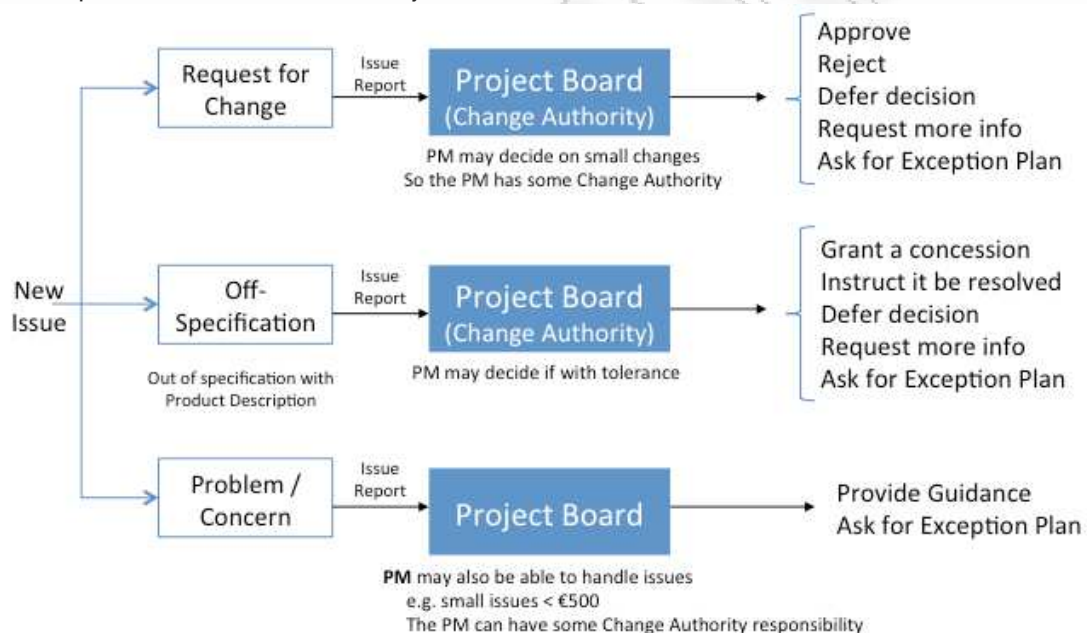 Request for
Change
Issue
Report
Project Board
(Change Authority)
PM may decide on small changes
So the PM has some Change Authority
Approve
Reject
Defer decision
Request more info
Ask for Exception Plan
New
Issue
Off-
Specification
Out of specification with
Product Description
Issue
Report
Project Board
(Change Authority)
PM may decide if with tolerance
Grant a concession
Instruct it be resolved
Defer decision
Request more info
Ask for Exception Plan
Problem /
Concern
Issue
Report
Project Board
PM may also be able to handle issues
e.g. small issues < €500
The PM can have some Change Authority responsibility
Provide Guidance
Ask for Exception Plan